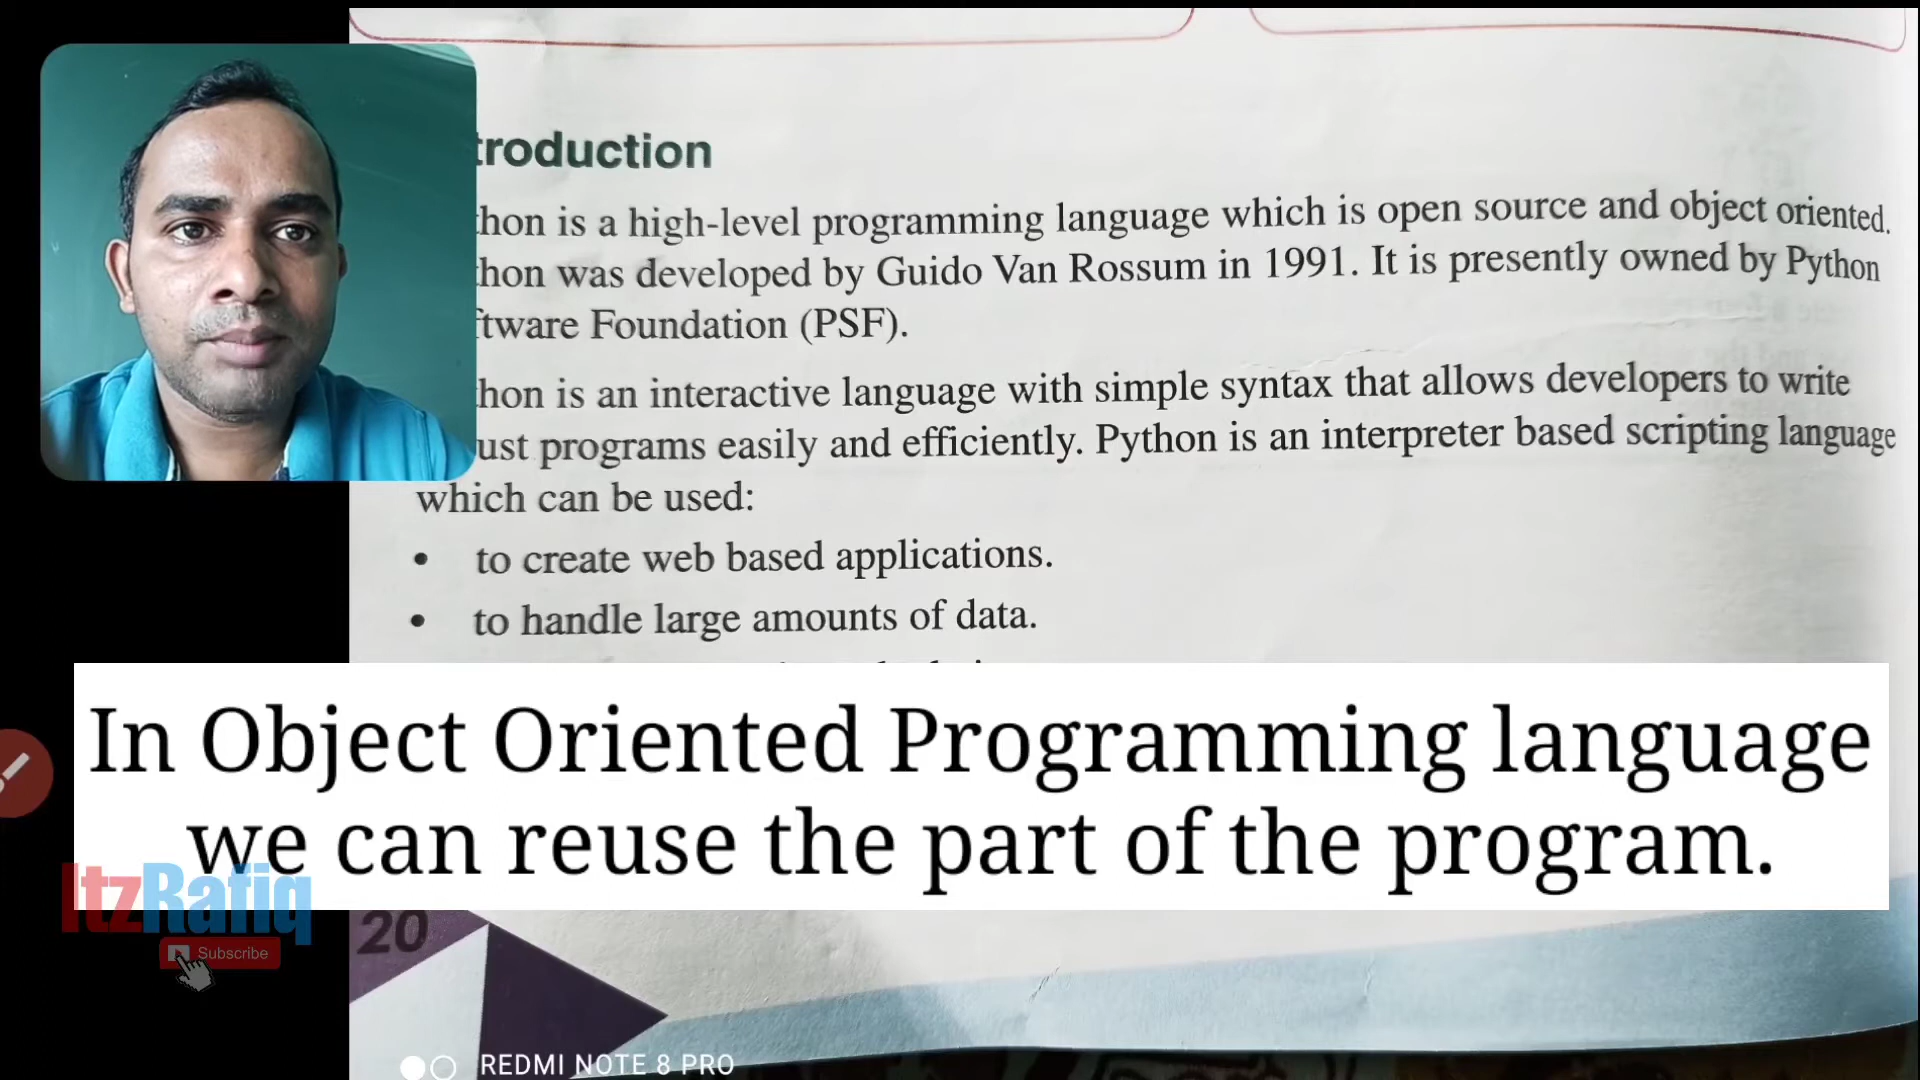 troduction
thon is a high-level programming language which is open source and object oriented.
thon was developed by Guido Van Rossum in 1991. It is presently owned by Python
ftware Foundation (PSF).
thon is an interactive language with simple syntax that allows developers to write
ust programs easily and efficiently. Python is an interpreter based scripting language
which can be used:
• to create web based applications.
• to handle large amounts of data.
In Object Oriented Programming language
we can reuse the part of the program.
ItzRafiq
Subscribe
20
REDMI NOTE 8 PRO